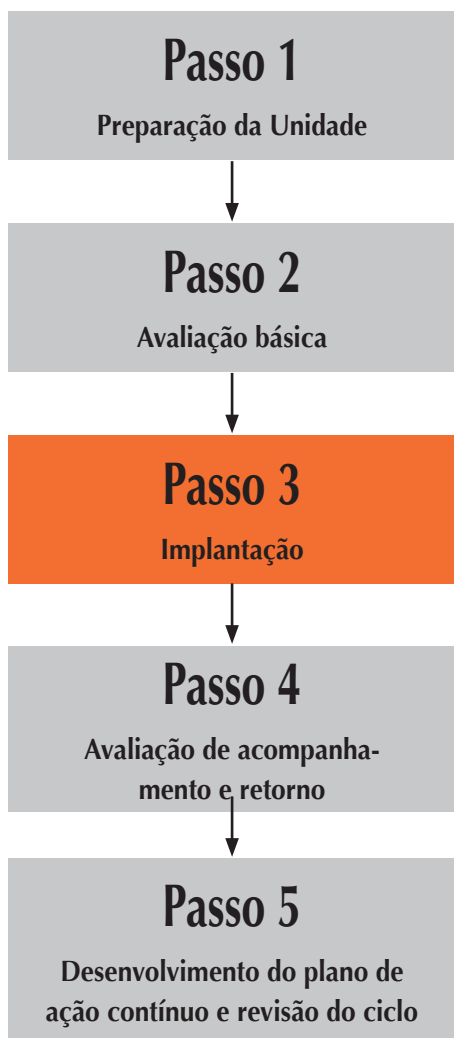 Passo 1
Preparação da Unidade
Passo 2
Avaliação básica
Passo 3
Implantação
Passo 4
Avaliação de acompanha-
mento e retorno
Passo 5
Desenvolvimento do plano de
ação contínuo e revisão do ciclo